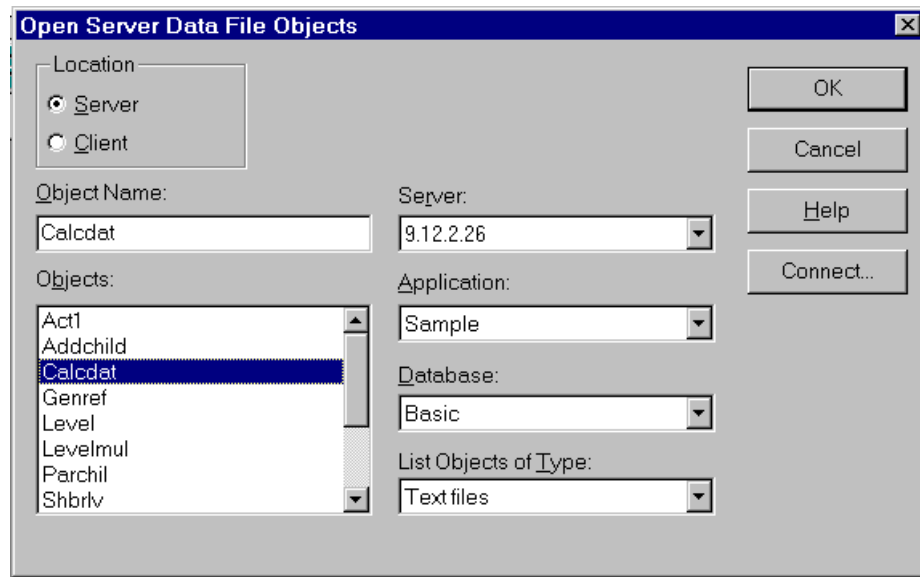 Open Server Data File Objects
Location
Server
Client
OK
Cancel
Help
Connect...
Object Name:
Calcdat
Objects:
Act1
Addchild
Calcdat
Genref
Level
Levelmul
Parchil
Shbrlv
Server:
9.12.2.26
Application:
Sample
Database:
Basic
List Objects of Type:
Text files